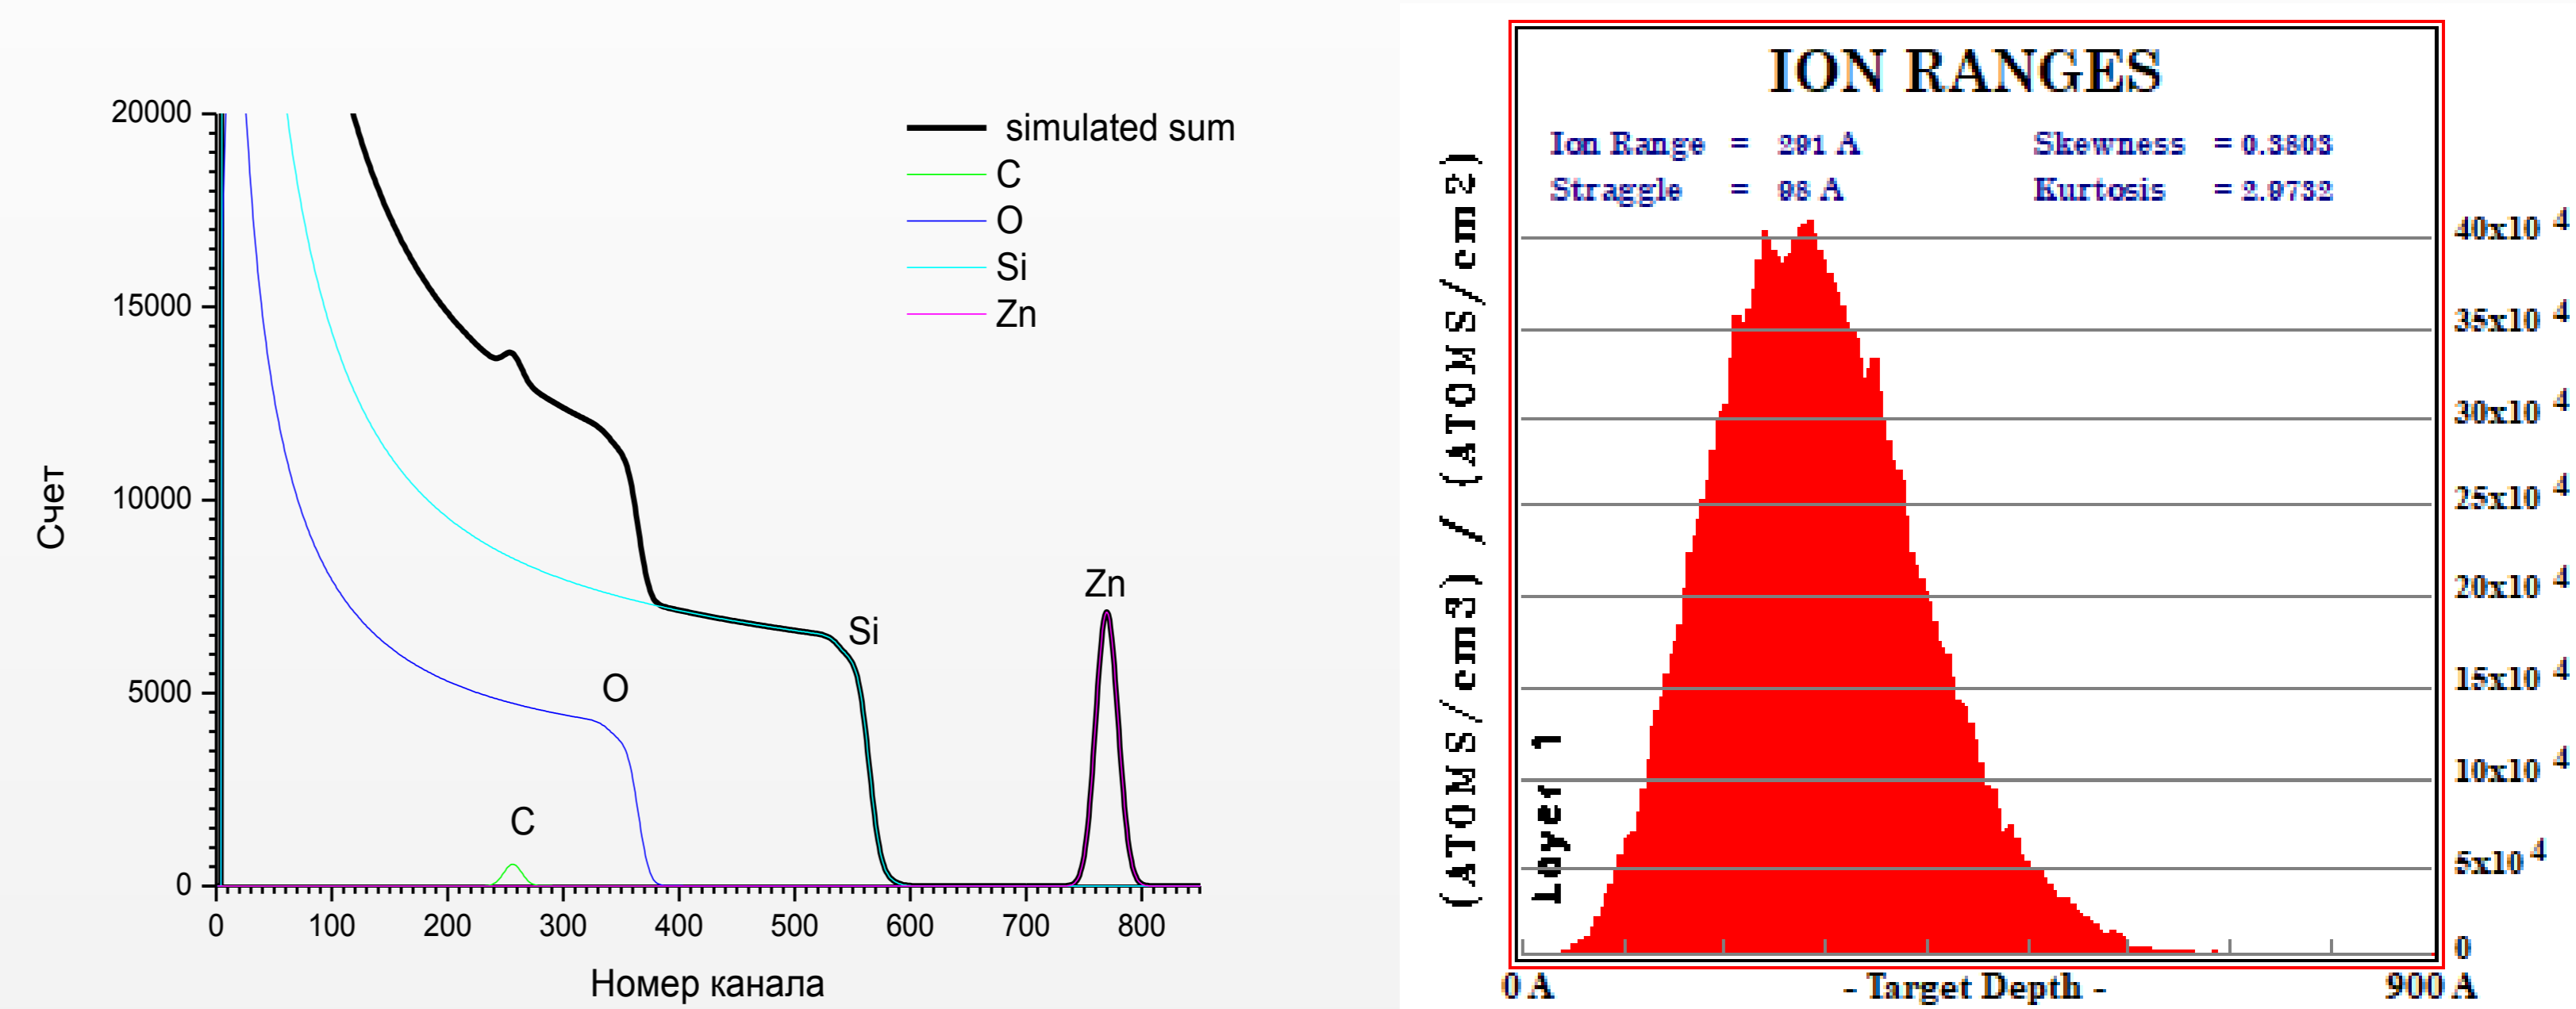 20000
15000
10000
5000
0
Счет
0 100 200 300 400 500 600 700 800
Номер канала
simulated sum
C
O
Si
Zn
Zn
Si
O
C
ION RANGES
Ion Range = 291 A Skewness = 0.3803
Straggle = 98 A Kurtosis = 2.9732
(ATOMS/cm3) / (ATOMS/cm2)
40x10 4
35x10 4
30x10 4
25x10 4
20x10 4
15x10 4
10x10 4
5x10 4
0
Layer 1
0 A - Target Depth - 900 A